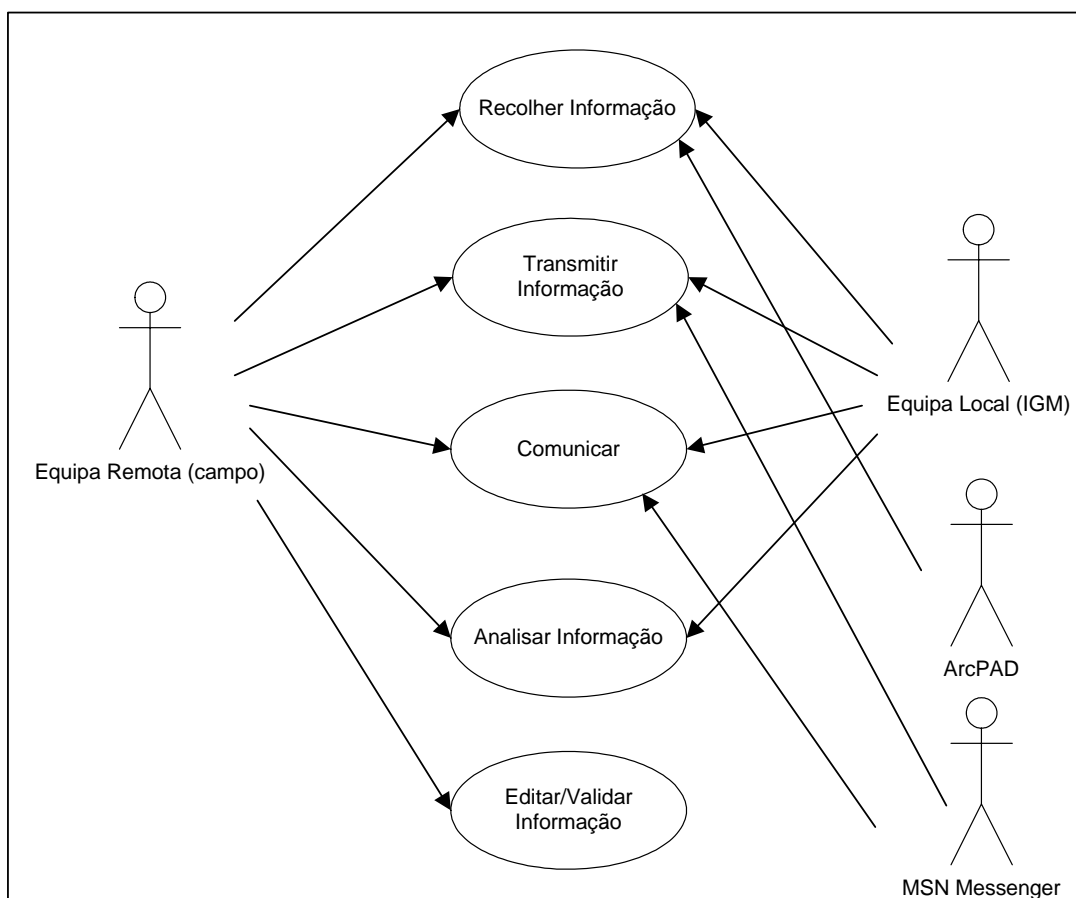 Recolher Informação
Transmitir
Informação
Equipa Remota (campo)
Comunicar
Equipa Local (IGM)
Analisar Informação
ArcPAD
Editar/Validar
Informação
MSN Messenger